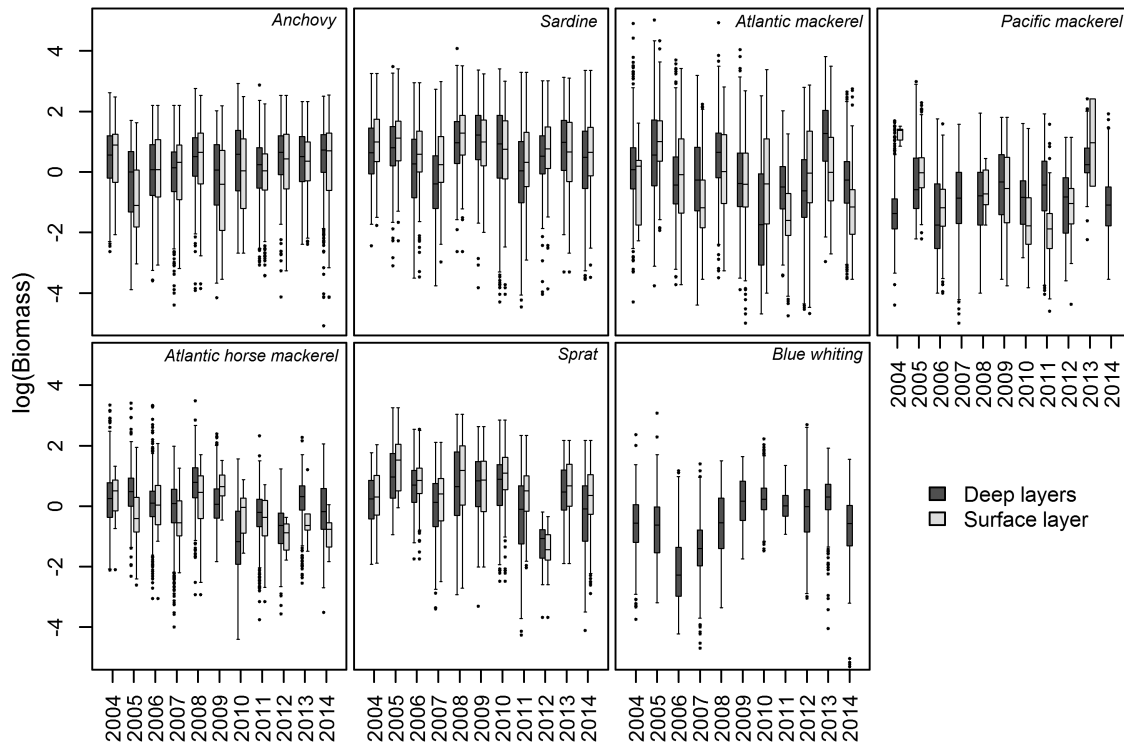 Anchovy
Sardine
Atlantic mackerel
Pacific mackerel
4
2
0
-2
-4
log(Biomass)
Atlantic horse mackerel
Sprat
Blue whiting
2004 2005 2006 2007 2008 2009 2010 2011 2012 2013 2014
4
2
0
-2
-4
Deep layers
Surface layer
2004 2005 2006 2007 2008 2009 2010 2011 2012 2013 2014
2004 2005 2006 2007 2008 2009 2010 2011 2012 2013 2014
2004 2005 2006 2007 2008 2009 2010 2011 2012 2013 2014